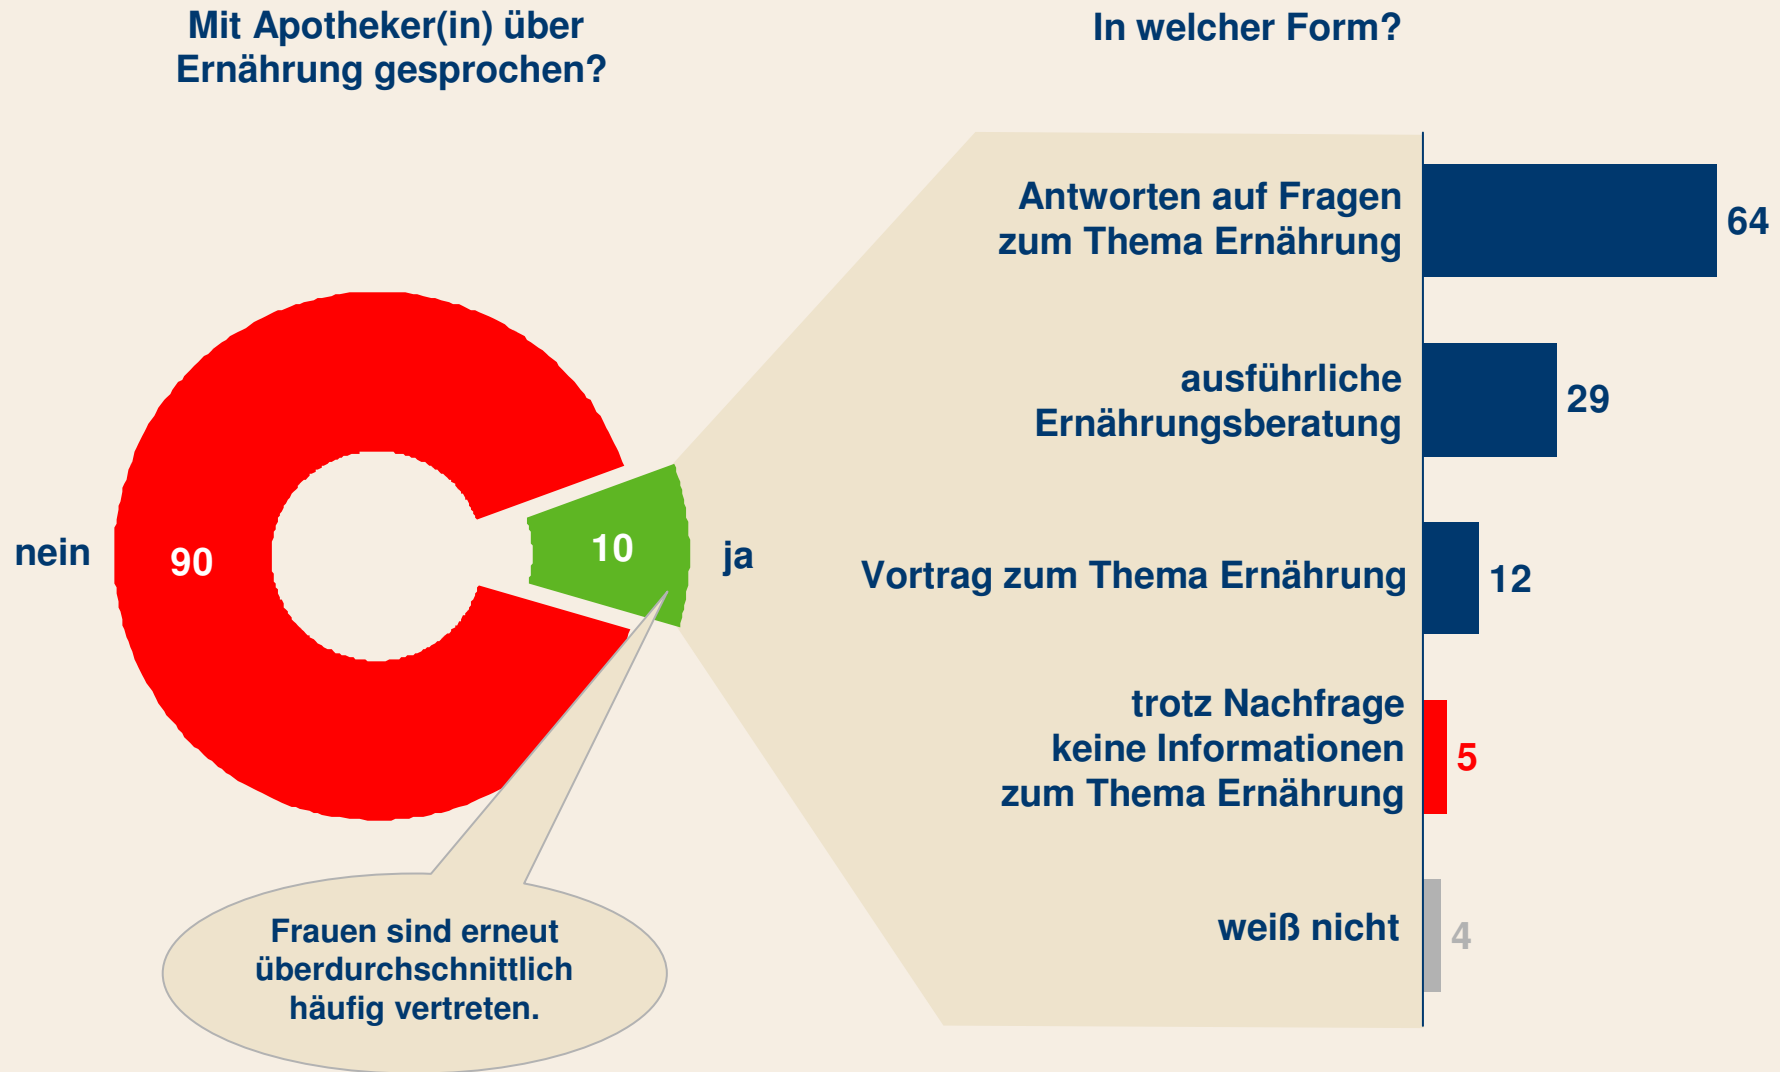 Mit Apotheker(in) über
Ernährung gesprochen?
nein
90
10
ja
Frauen sind erneut
überdurchschnittlich
häufig vertreten.
In welcher Form?
Antworten auf Fragen
zum Thema Ernährung
64
ausführliche
Ernährungsberatung
29
Vortrag zum Thema Ernährung
12
trotz Nachfrage
keine Informationen
zum Thema Ernährung
5
weiß nicht
4